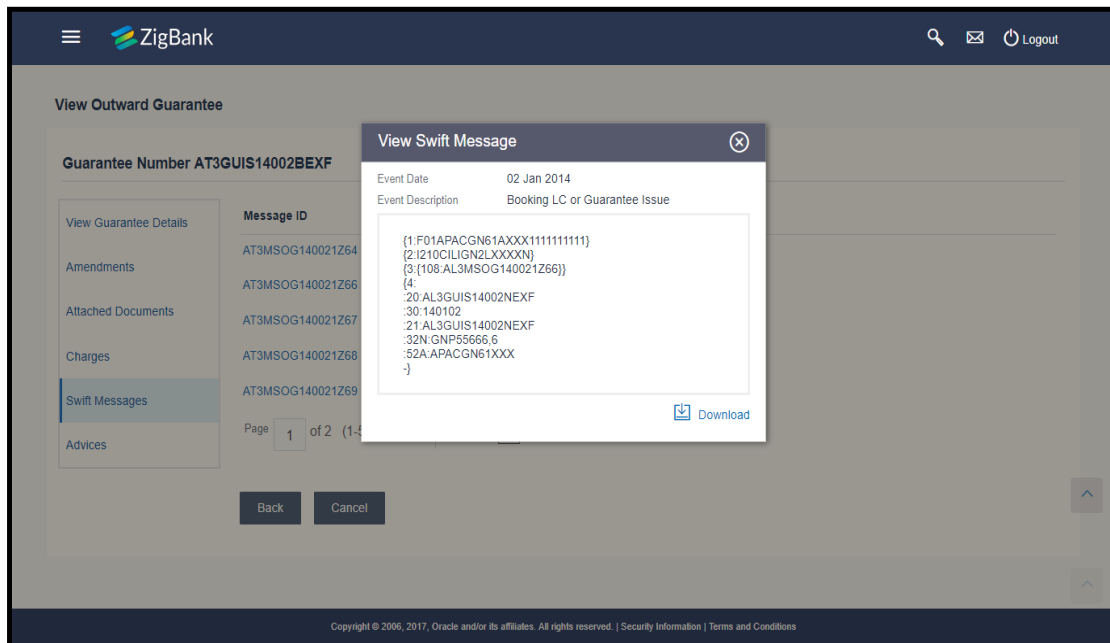 ZigBank
Logout
View Outward Guarantee
Guarantee Number AT3GUIS14002BEXF
View Guarantee Details
Amendments
Attached Documents
Charges
Swift Messages
Advices
Message ID
AT3MSOG140021Z64
AT3MSOG140021Z66
AT3MSOG140021Z67
AT3MSOG140021Z68
AT3MSOG140021Z69
Page 1 of 2 (1-5
Back Cancel
View Swift Message
Event Date 02 Jan 2014
Event Description Booking LC or Guarantee Issue
{1:F01APACGN61AXXX1111111111}
{2:I210CILIGN2LXXXXN}
{3:{108:AL3MSOG140021Z66}}
{4:
:20:AL3GUIS14002NEXF
:30:140102
:21:AL3GUIS14002NEXF
:32N:GNP55666,6
:52A:APACGN61XXX
-}
Download
Copyright © 2006, 2017, Oracle and/or its affiliates. All rights reserved. | Security Information | Terms and Conditions